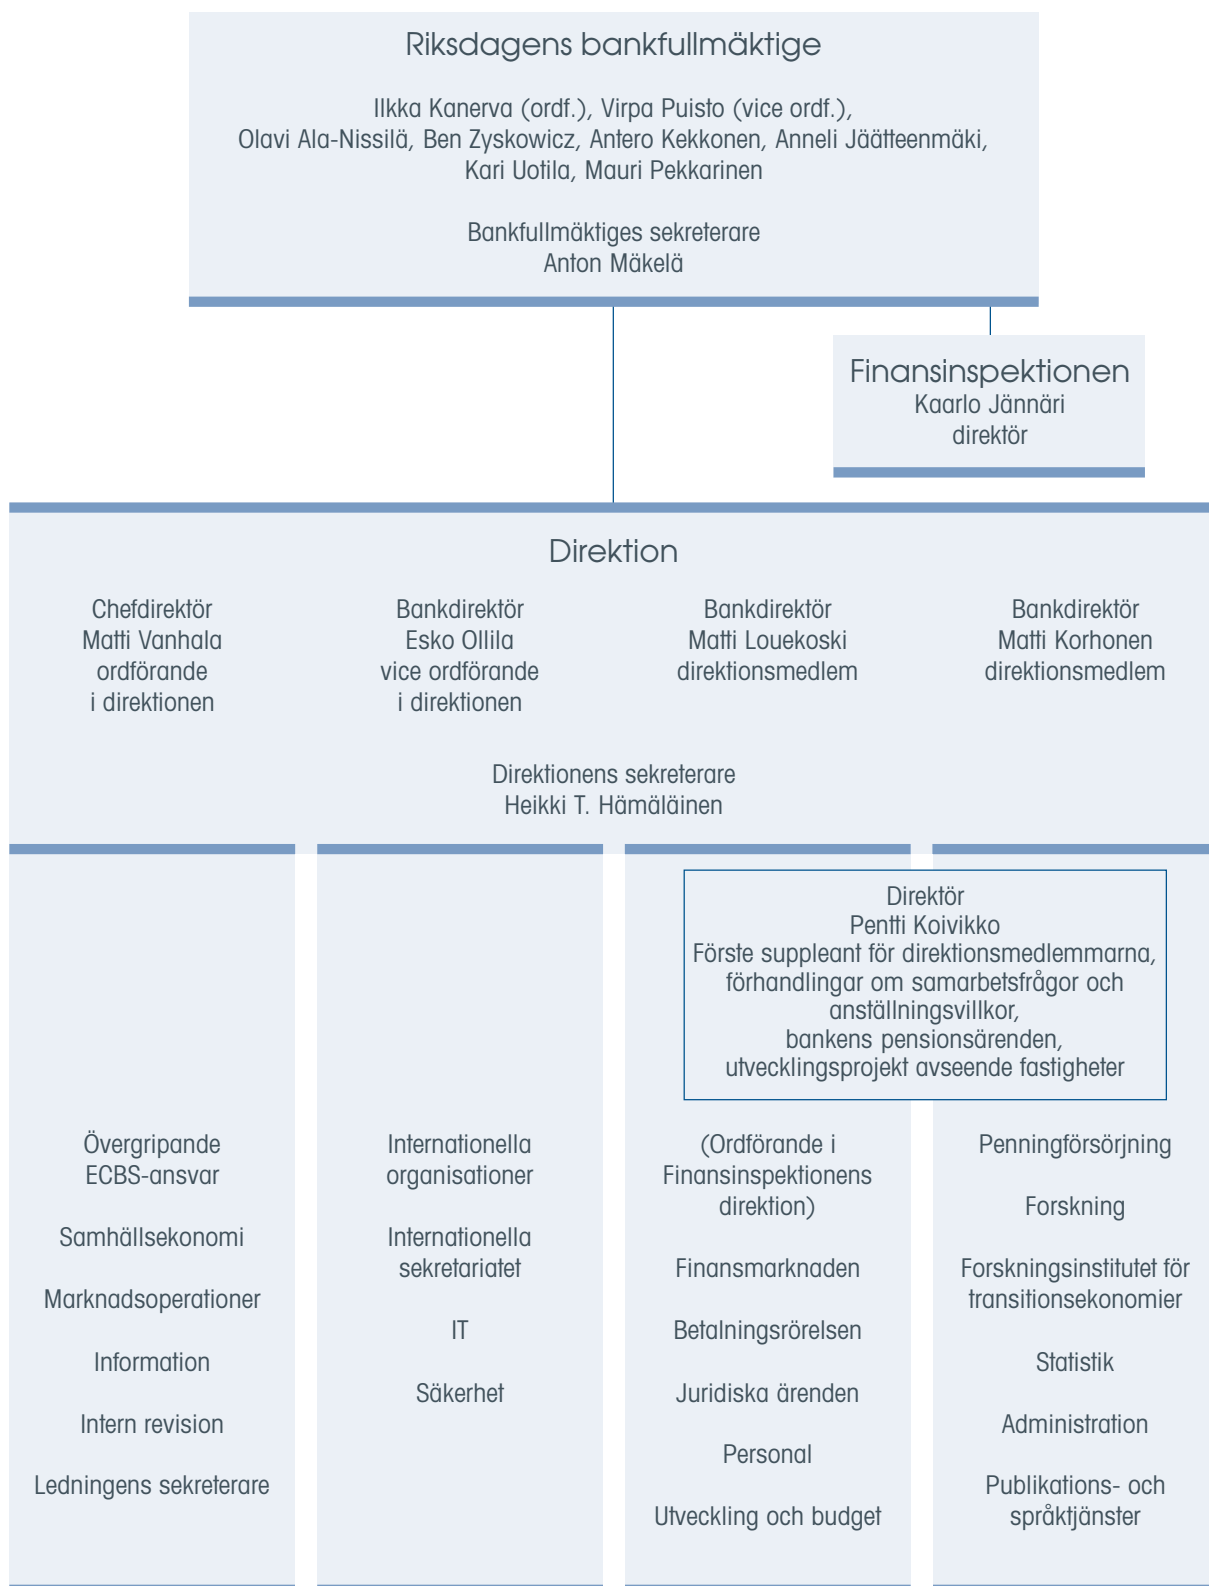 Riksdagens bankfullmäktige
Ilkka Kanerva (ordf.), Virpa Puisto (vice ordf.),
Olavi Ala-Nissilä, Ben Zyskowicz, Antero Kekkonen, Anneli Jäätteenmäki,
Kari Uotila, Mauri Pekkarinen
Bankfullmäktiges sekreterare
Anton Mäkelä
Finansinspektionen
Kaarlo Jännäri
direktör
Direktion
Chefdirektör
Matti Vanhala
ordförande
i direktionen
Bankdirektör
Esko Ollila
vice ordförande
i direktionen
Bankdirektör
Matti Louekoski
direktionsmedlem
Bankdirektör
Matti Korhonen
direktionsmedlem
Direktionens sekreterare
Heikki T. Hämäläinen
Direktör
Pentti Koivikko
Förste suppleant för direktionsmedlemmarna,
förhandlingar om samarbetsfrågor och
anställningsvillkor,
bankens pensionsärenden,
utvecklingsprojekt avseende fastigheter
Övergripande
ECBS-ansvar
Samhällsekonomi
Marknadsoperationer
Information
Intern revision
Ledningens sekreterare
Internationella
organisationer
Internationella
sekretariatet
IT
Säkerhet
(Ordförande i
Finansinspektionens
direktion)
Finansmarknaden
Betalningsrörelsen
Juridiska ärenden
Personal
Utveckling och budget
Penningförsörjning
Forskning
Forskningsinstitutet för
transitionsekonomier
Statistik
Administration
Publikations- och
språktjänster